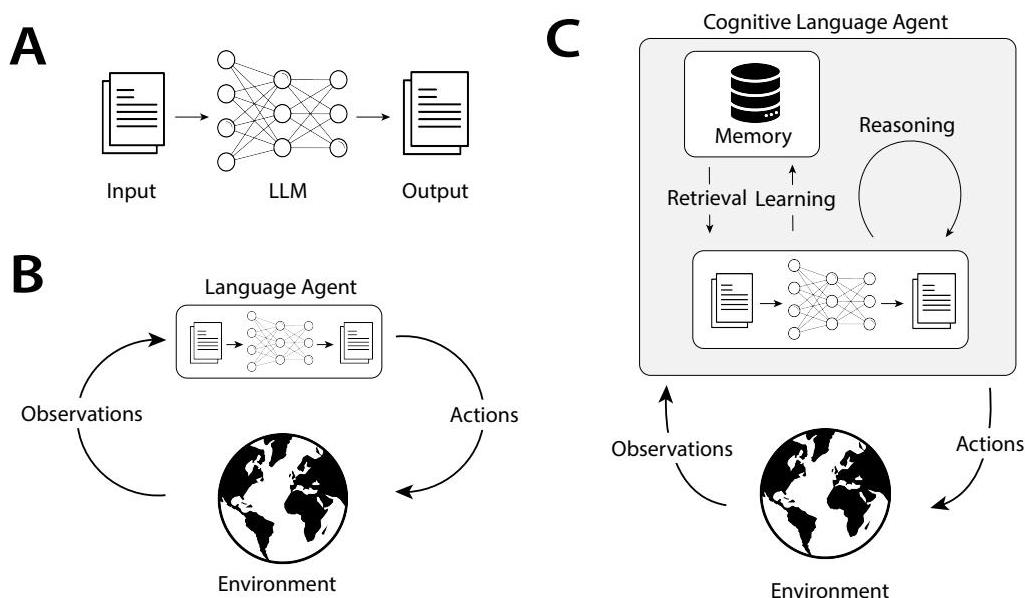 A
Input
LLM
Output
B
Language Agent
Observations
Actions
Environment
C
Cognitive Language Agent
Memory
Reasoning
Retrieval Learning
Observations
Actions
Environment